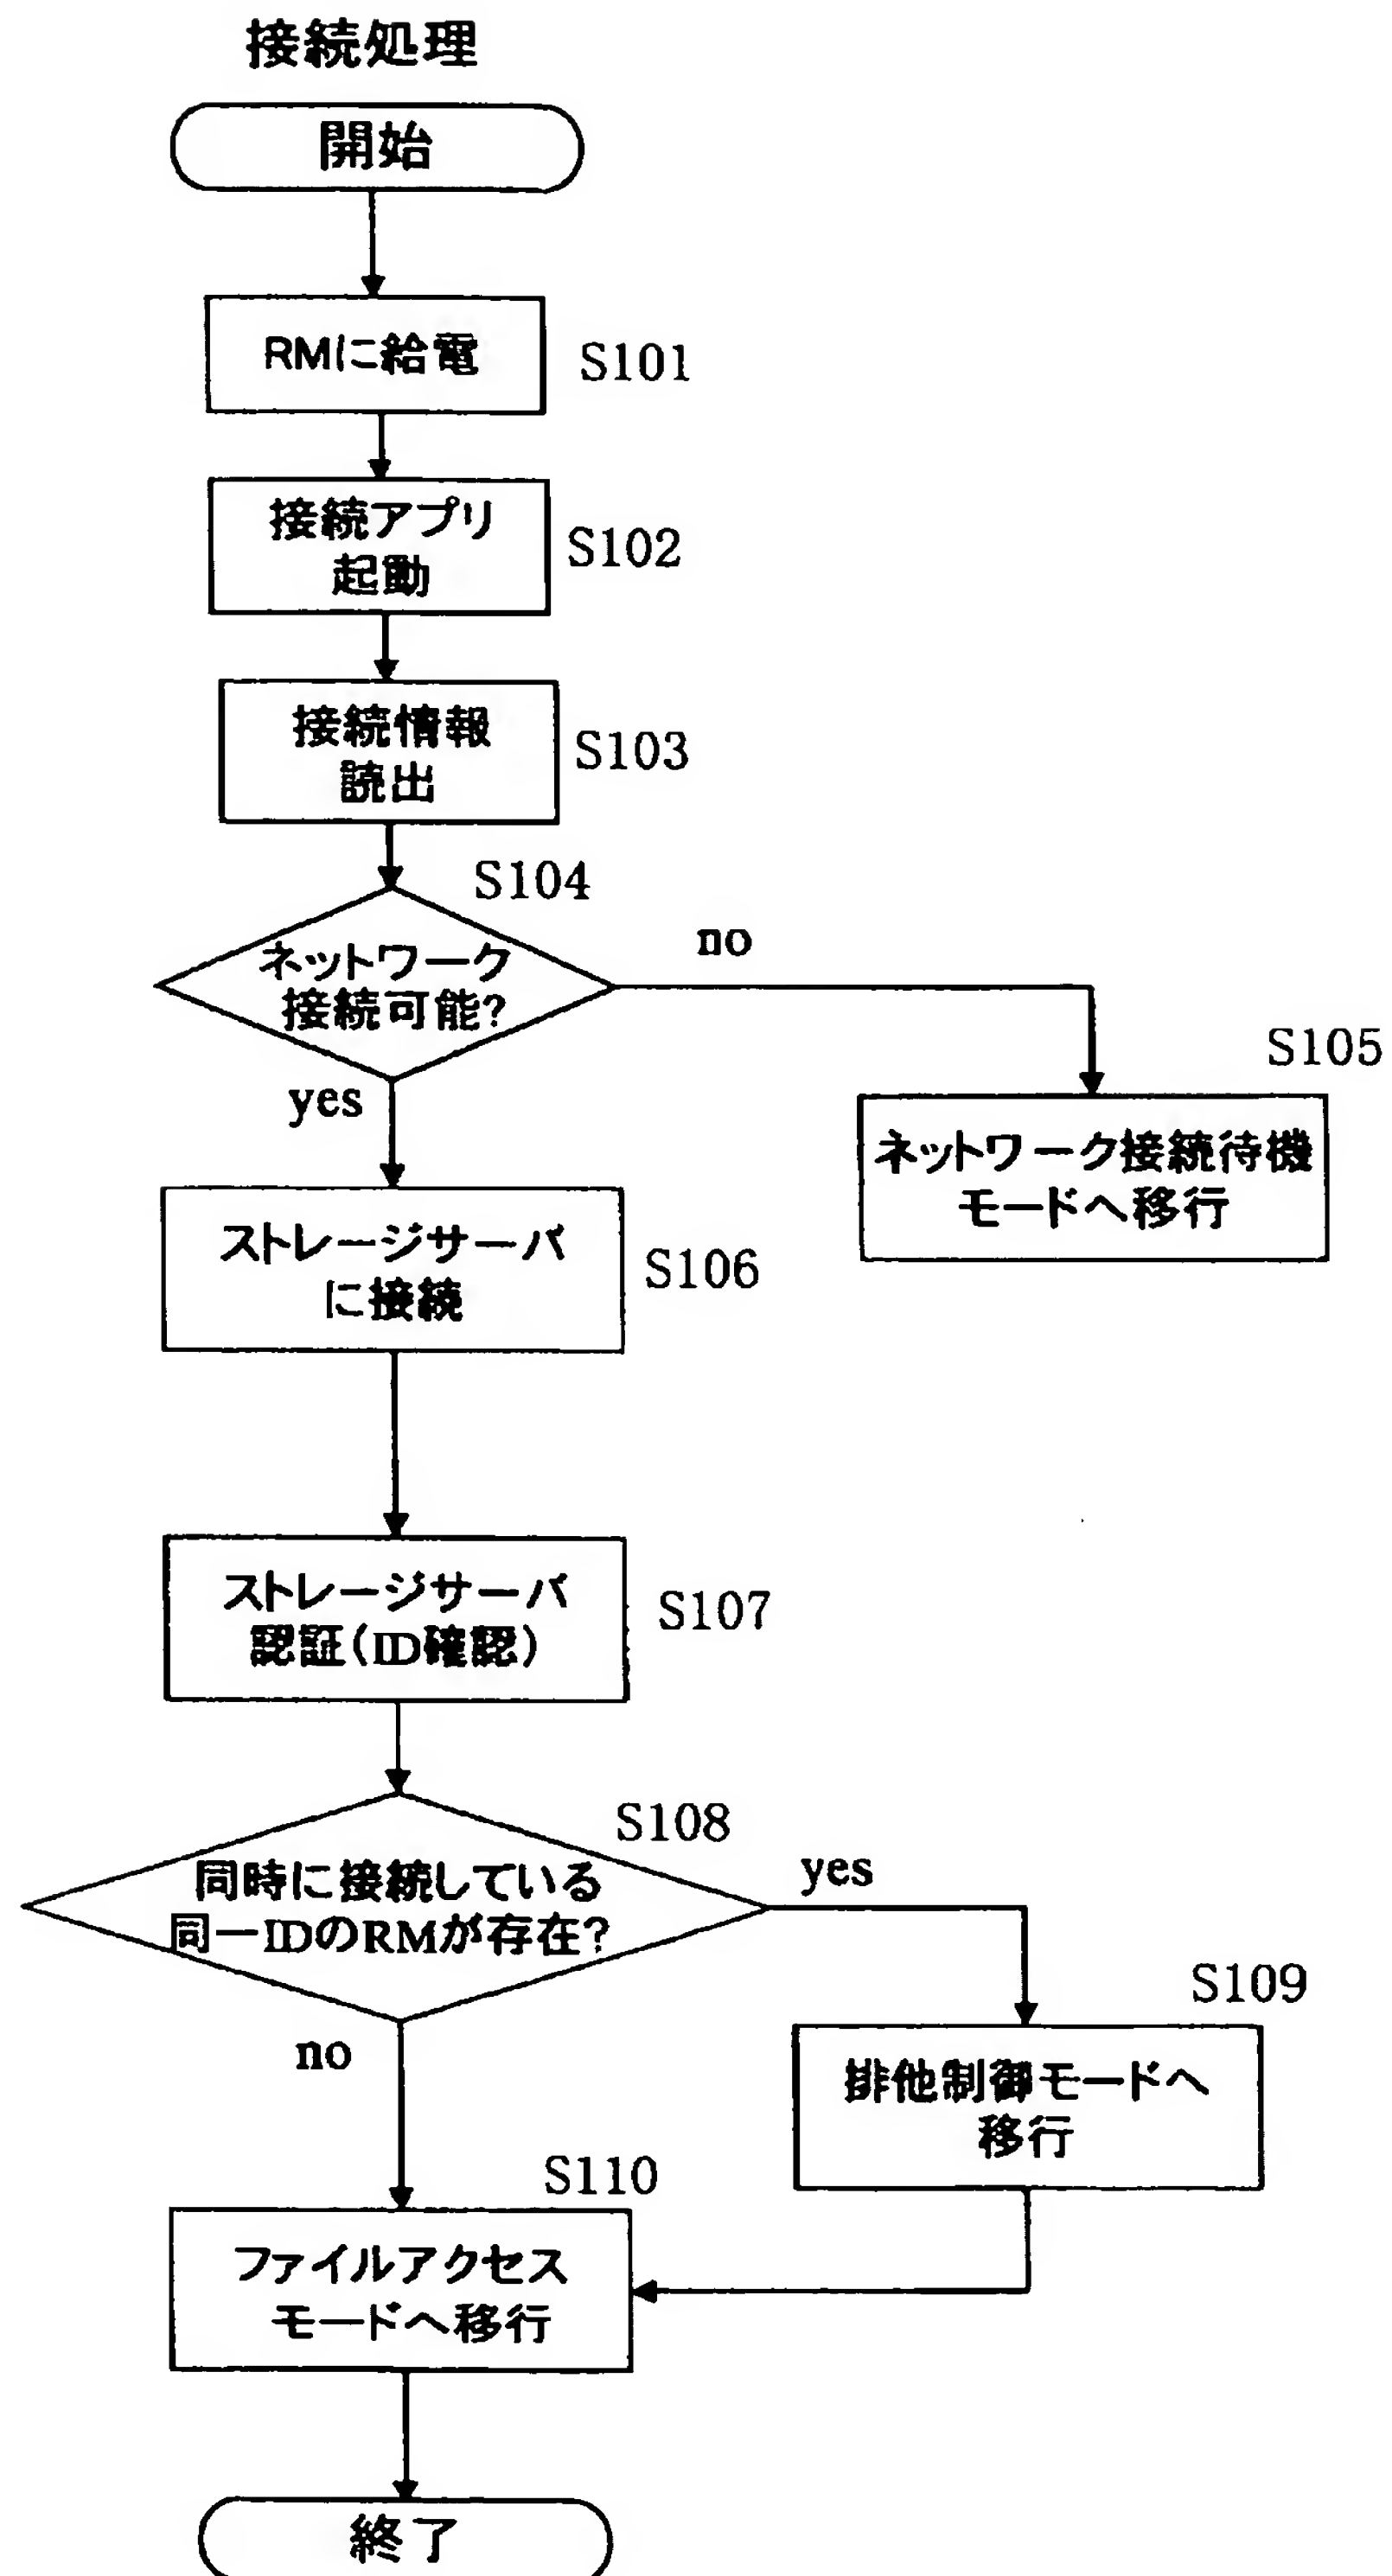 接続処理
開始
RMに給電
S101
接続アプリ
起動
S102
接続情報
読出
S103
S104
ネットワーク
接続可能?
no
yes
S105
ネットワーク接続待機
モードへ移行
ストレージサーバ
に接続
S106
ストレージサーバ
認証(ID確認)
S107
S108
同時に接続している
同一IDのRMが存在?
yes
no
S109
排他制御モードへ
移行
S110
ファイルアクセス
モードへ移行
終了